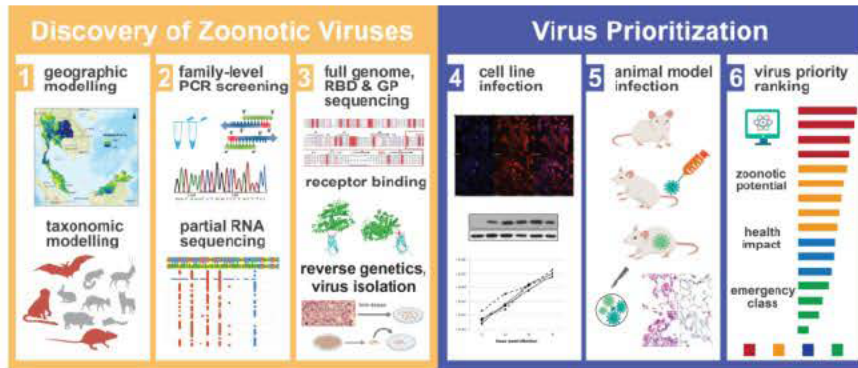 Discovery of Zoonotic Viruses
Virus Prioritization
1
geographic
modelling
taxonomic
modelling
2
family-level
PCR screening
partial RNA
sequencing
3
full genome,
RBD & GP
sequencing
receptor binding
reverse genetics,
virus isolation
4
cell line
infection
5
animal model
infection
6
virus priority
ranking
zoonotic
potential
health
impact
emergency
class